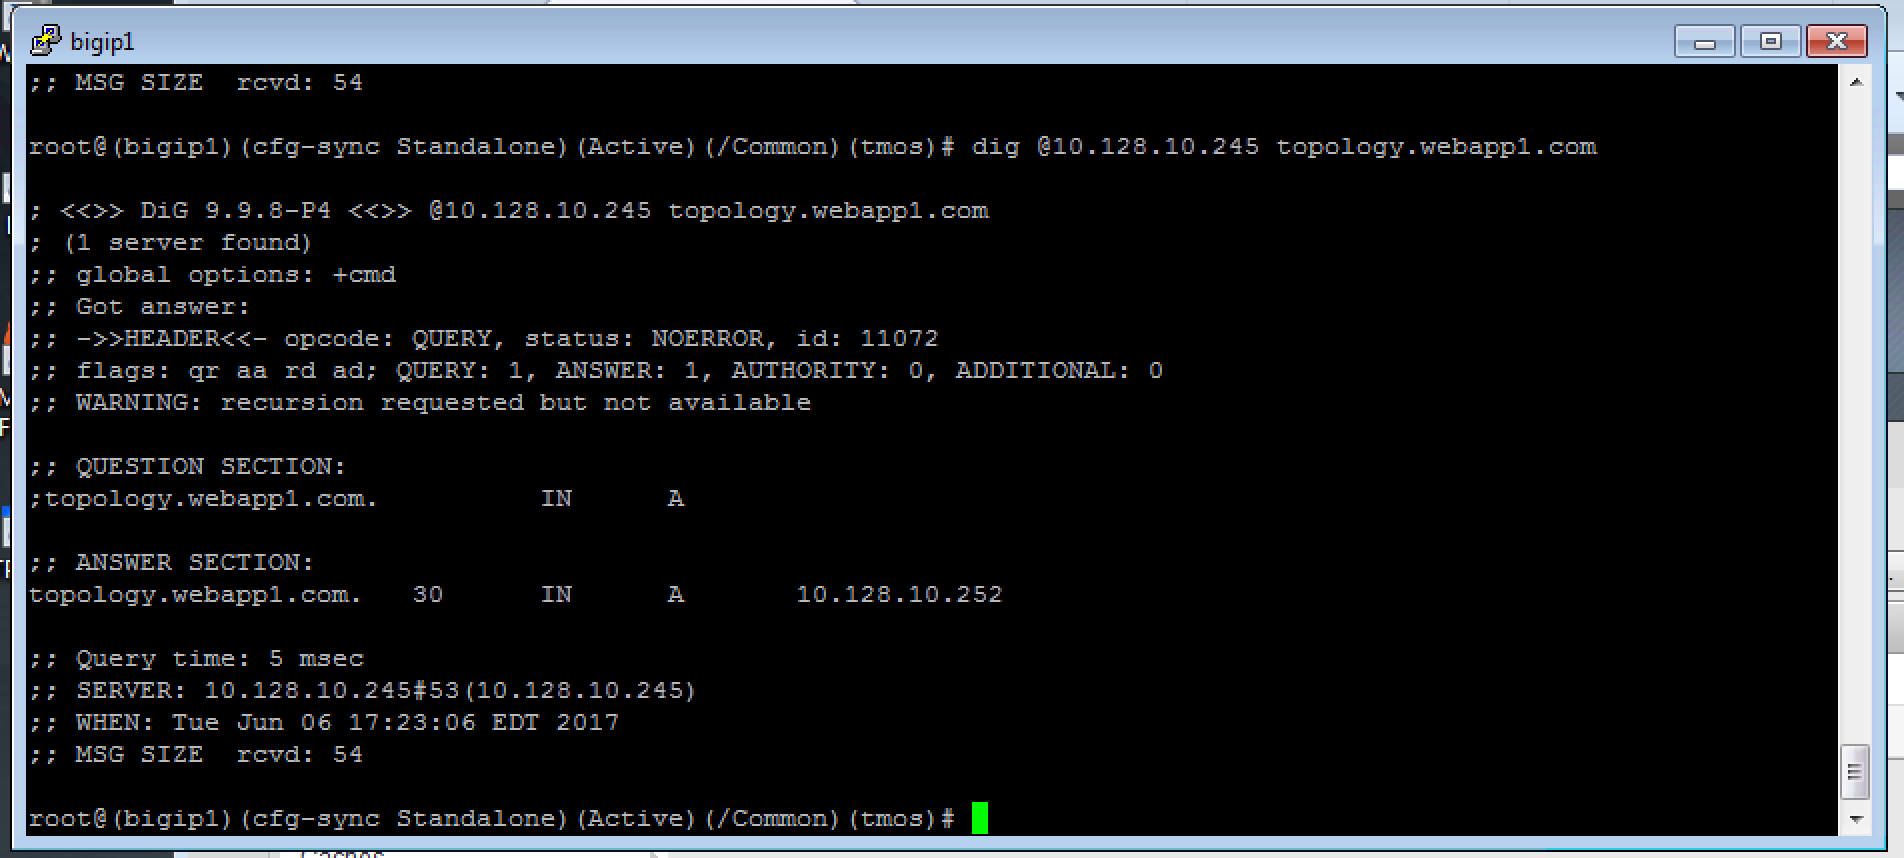 bigip1
;; MSG SIZE  rcvd: 54
root@(bigip1)(cfg-sync Standalone)(Active)(/Common)(tmos)# dig @10.128.10.245 topology.webapp1.com
; <<>> DiG 9.9.8-P4 <<>> @10.128.10.245 topology.webapp1.com
; (1 server found)
;; global options: +cmd
;; Got answer:
;; ->>HEADER<<- opcode: QUERY, status: NOERROR, id: 11072
;; flags: qr aa rd ad; QUERY: 1, ANSWER: 1, AUTHORITY: 0, ADDITIONAL: 0
;; WARNING: recursion requested but not available
;; QUESTION SECTION:
;topology.webapp1.com.          IN      A
;; ANSWER SECTION:
topology.webapp1.com.   30      IN      A       10.128.10.252
;; Query time: 5 msec
;; SERVER: 10.128.10.245#53(10.128.10.245)
;; WHEN: Tue Jun 06 17:23:06 EDT 2017
;; MSG SIZE  rcvd: 54
root@(bigip1)(cfg-sync Standalone)(Active)(/Common)(tmos)#